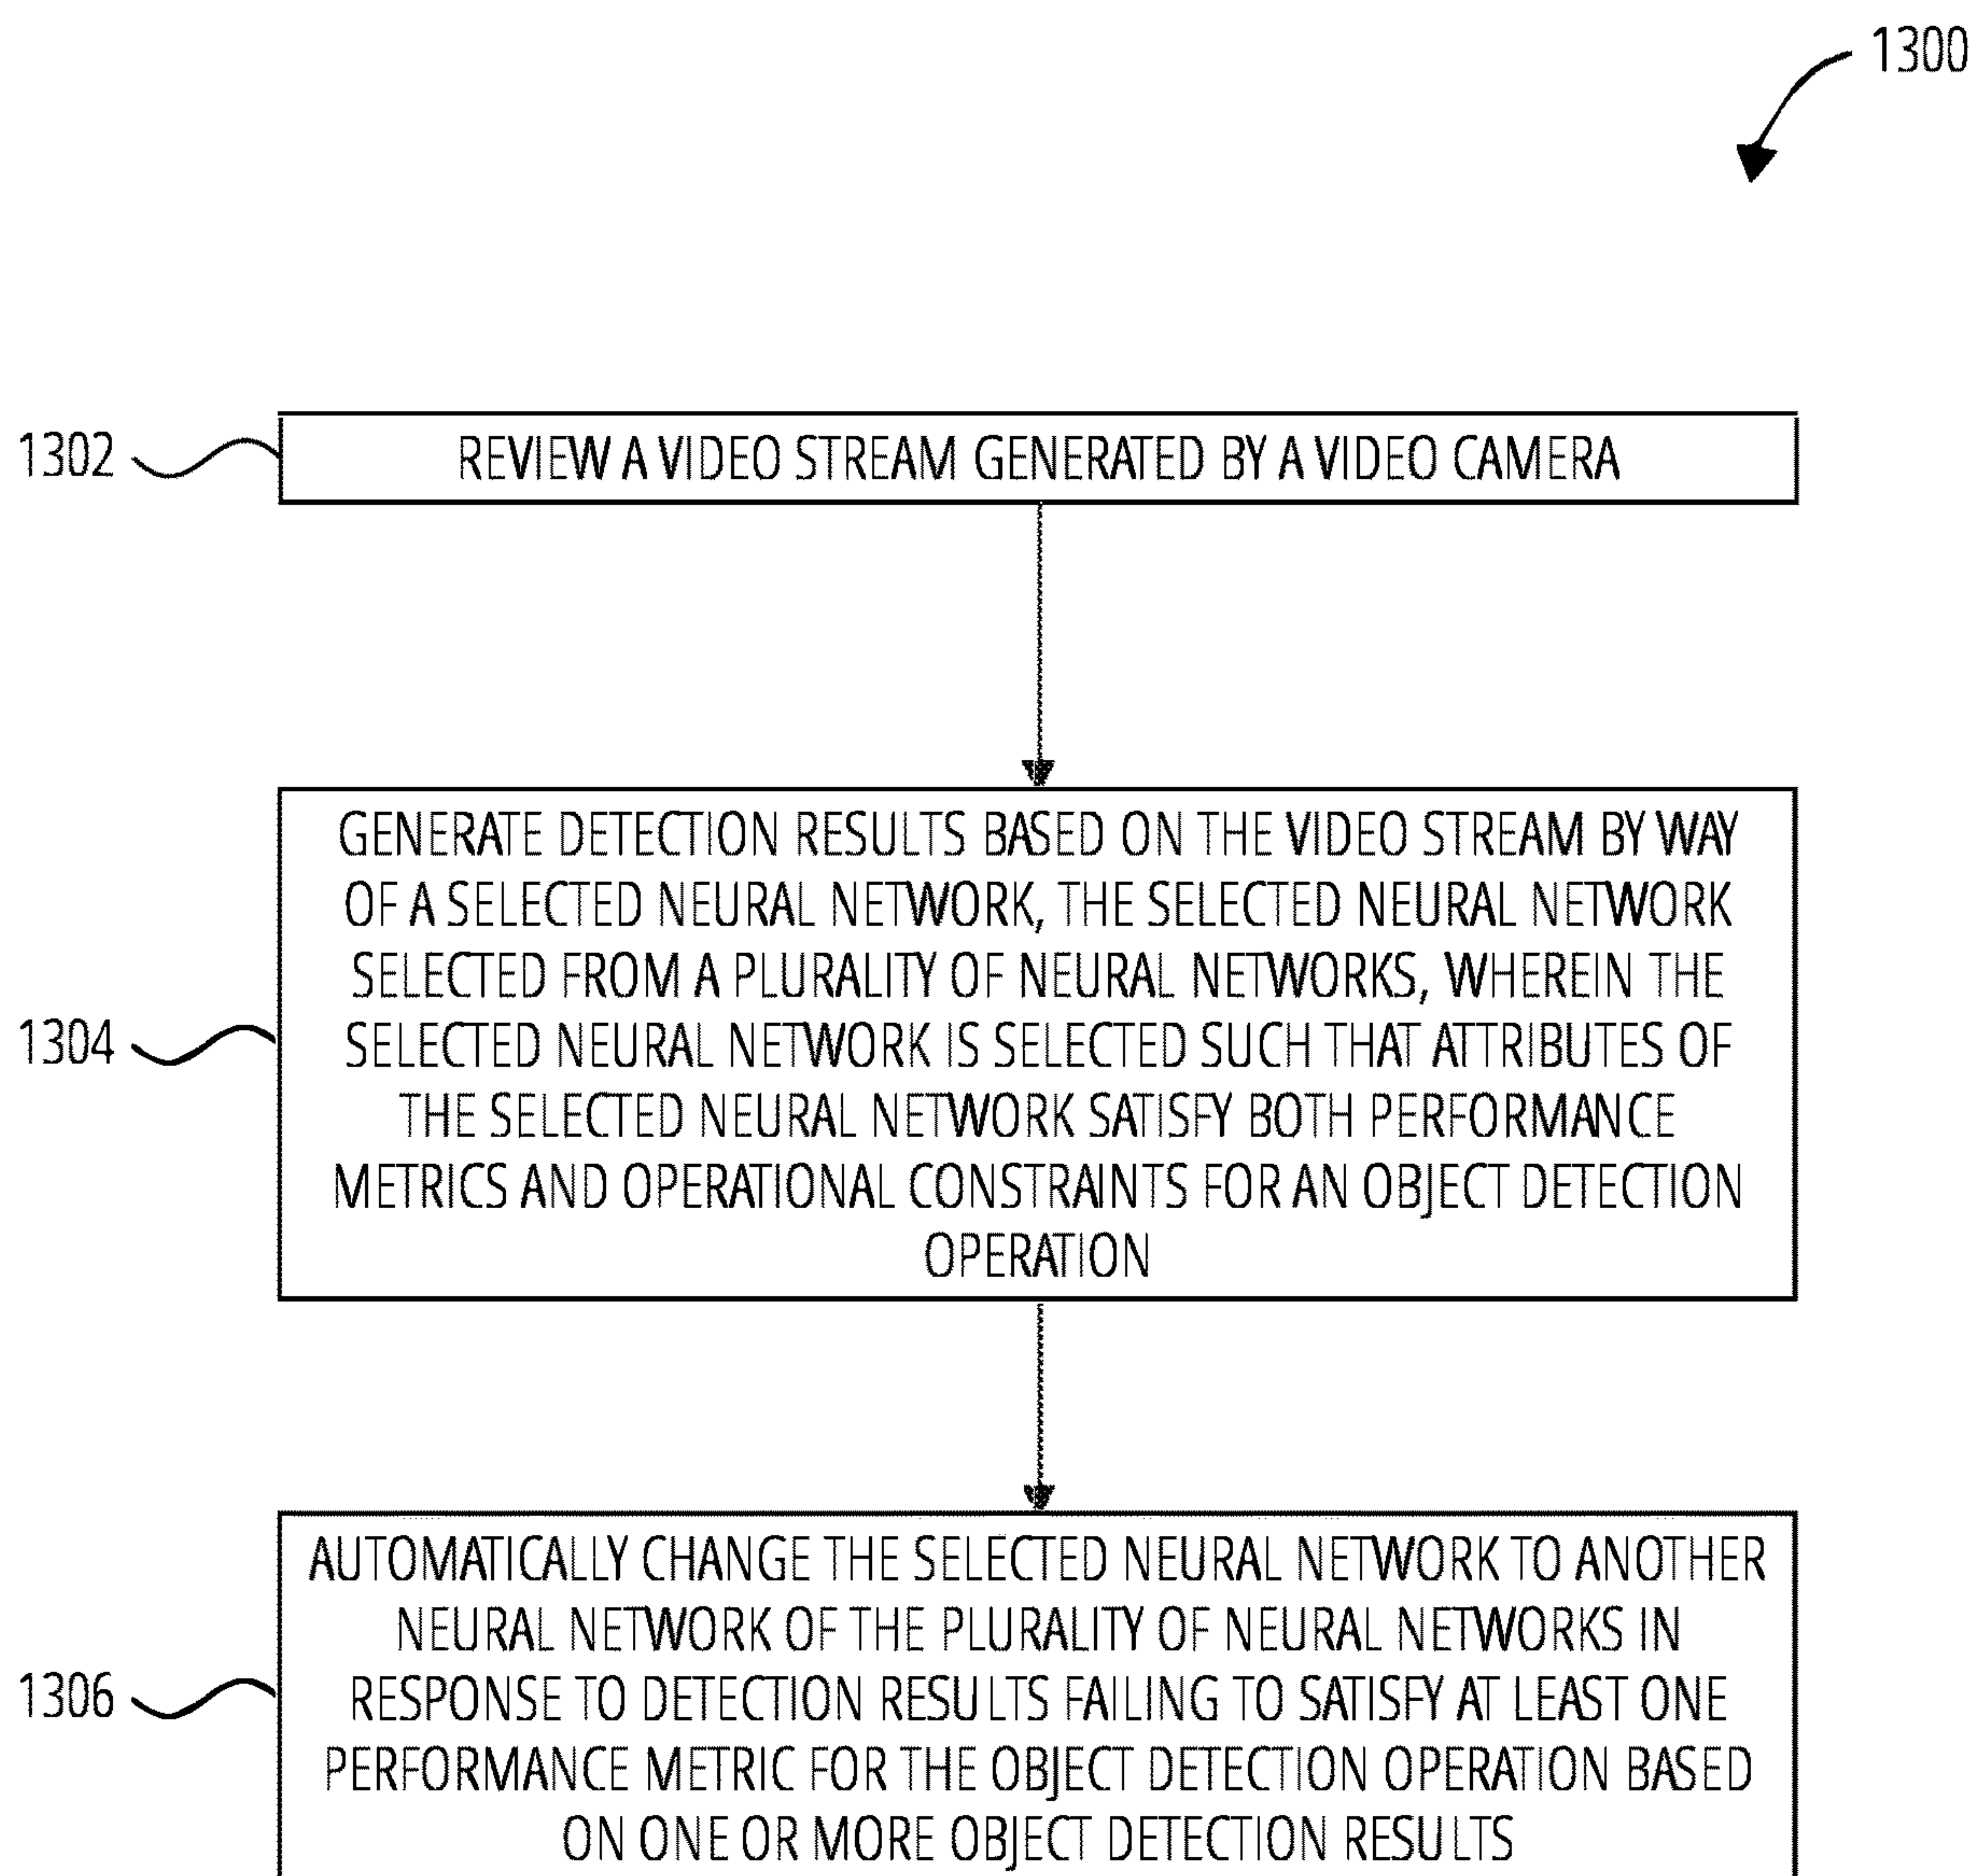 1300
1302
REVIEW A VIDEO STREAM GENERATED BY A VIDEO CAMERA
GENERATE DETECTION RESULTS BASED ON THE VIDEO STREAM BY WAY
OF A SELECTED NEURAL NETWORK, THE SELECTED NEURAL NETWORK
SELECTED FROM A PLURALITY OF NEURAL NETWORKS, WHEREIN THE
1304
SELECTED NEURAL NETWORK IS SELECTED SUCH THAT ATTRIBUTES OF
THE SELECTED NEURAL NETWORK SATISFY BOTH PERFORMANCE
METRICS AND OPERATIONAL CONSTRAINTS FOR AN OBJECT DETECTION
OPERATION
AUTOMATICALLY CHANGE THE SELECTED NEURAL NETWORK TO ANOTHER
NEURAL NETWORK OF THE PLURALITY OF NEURAL NETWORKS IN
1306
RESPONSE TO DETECTION RESULTS FAILING TO SATISFY AT LEAST ONE
PERFORMANCE METRIC FOR THE OBJECT DETECTION OPERATION BASED
ON ONE OR MORE OBJECT DETECTION RESULTS